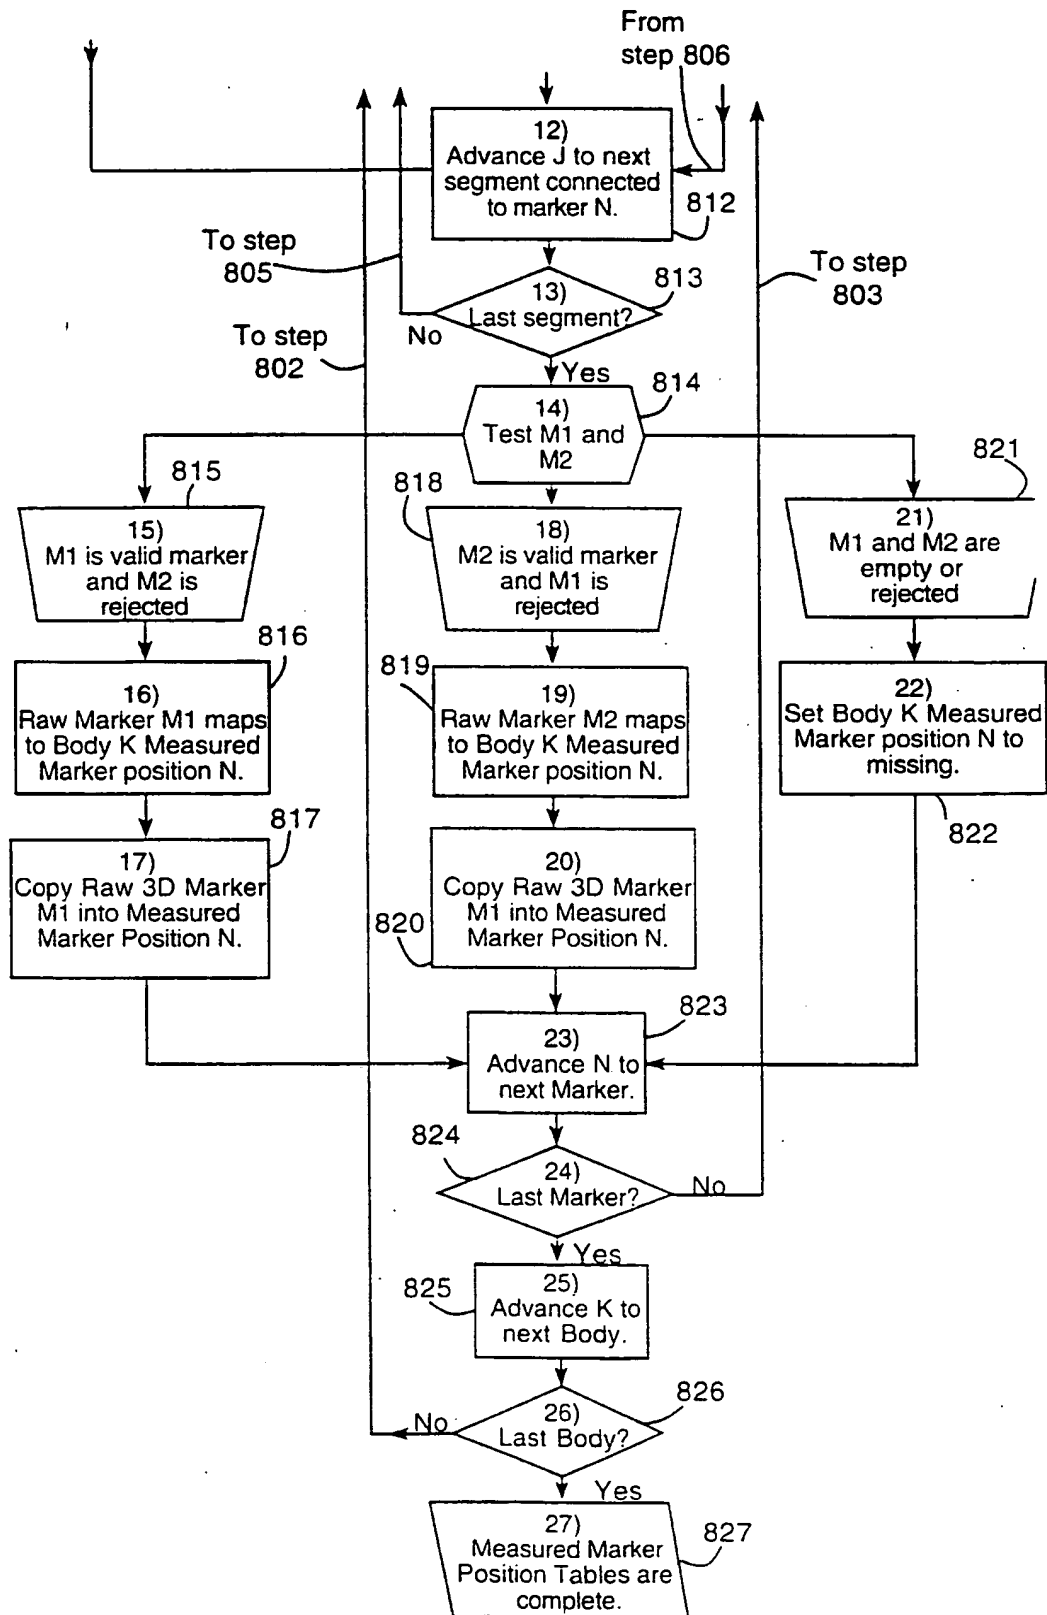 From
step 806
12)
Advance J to next
segment connected
to marker N.
812
To step
805
813
13)
Last segment?
No
To step
803
To step
802
Yes
814
14)
Test M1 and
M2
815
15)
M1 is valid marker
and M2 is
rejected
818
18)
M2 is valid marker
and M1 is
rejected
821
21)
M1 and M2 are
empty or
rejected
816
16)
Raw Marker M1 maps
to Body K Measured
Marker position N.
819
19)
Raw Marker M2 maps
to Body K Measured
Marker position N.
22)
Set Body K Measured
Marker position N to
missing.
822
817
17)
Copy Raw 3D Marker
M1 into Measured
Marker Position N.
20)
Copy Raw 3D Marker
M1 into Measured
Marker Position N.
820
823
23)
Advance N to
next Marker.
824
24)
Last Marker?
No
Yes
825
25)
Advance K to
next Body.
826
26)
Last Body?
No
Yes
27)
Measured Marker
Position Tables are
complete.
827